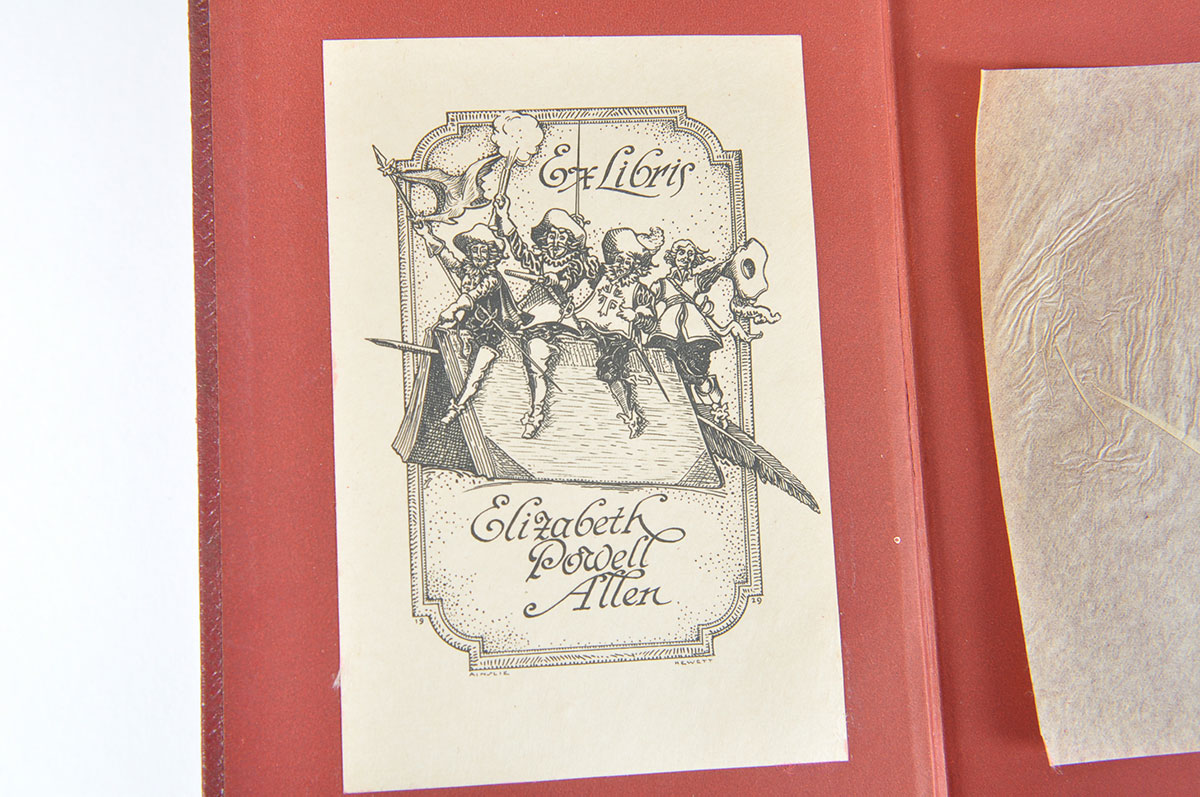 Ex Libris
Elizabeth
Powell
Allen
19 29
AINSLIE HEWETT